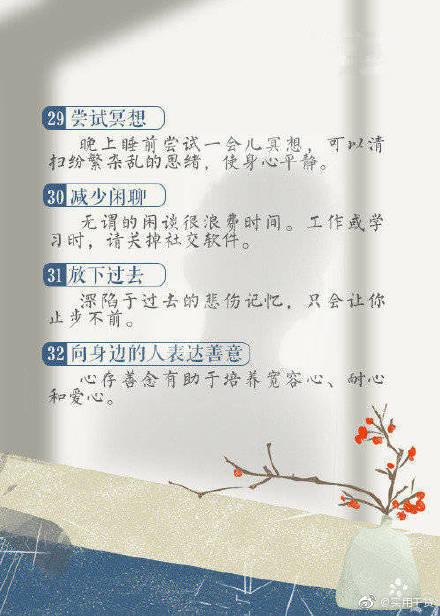 29 尝试冥想
晚上睡前尝试一会儿冥想，可以清
扫纷繁杂乱的思绪，使身心平静。
30 减少闲聊
无谓的闲谈很浪费时间。工作或学
习时，请关掉社交软件。
31 放下过去
深陷于过去的悲伤记忆，只会让你
止步不前。
32 向身边的人表达善意
心存善念有助于培养宽容心、耐心
和爱心。